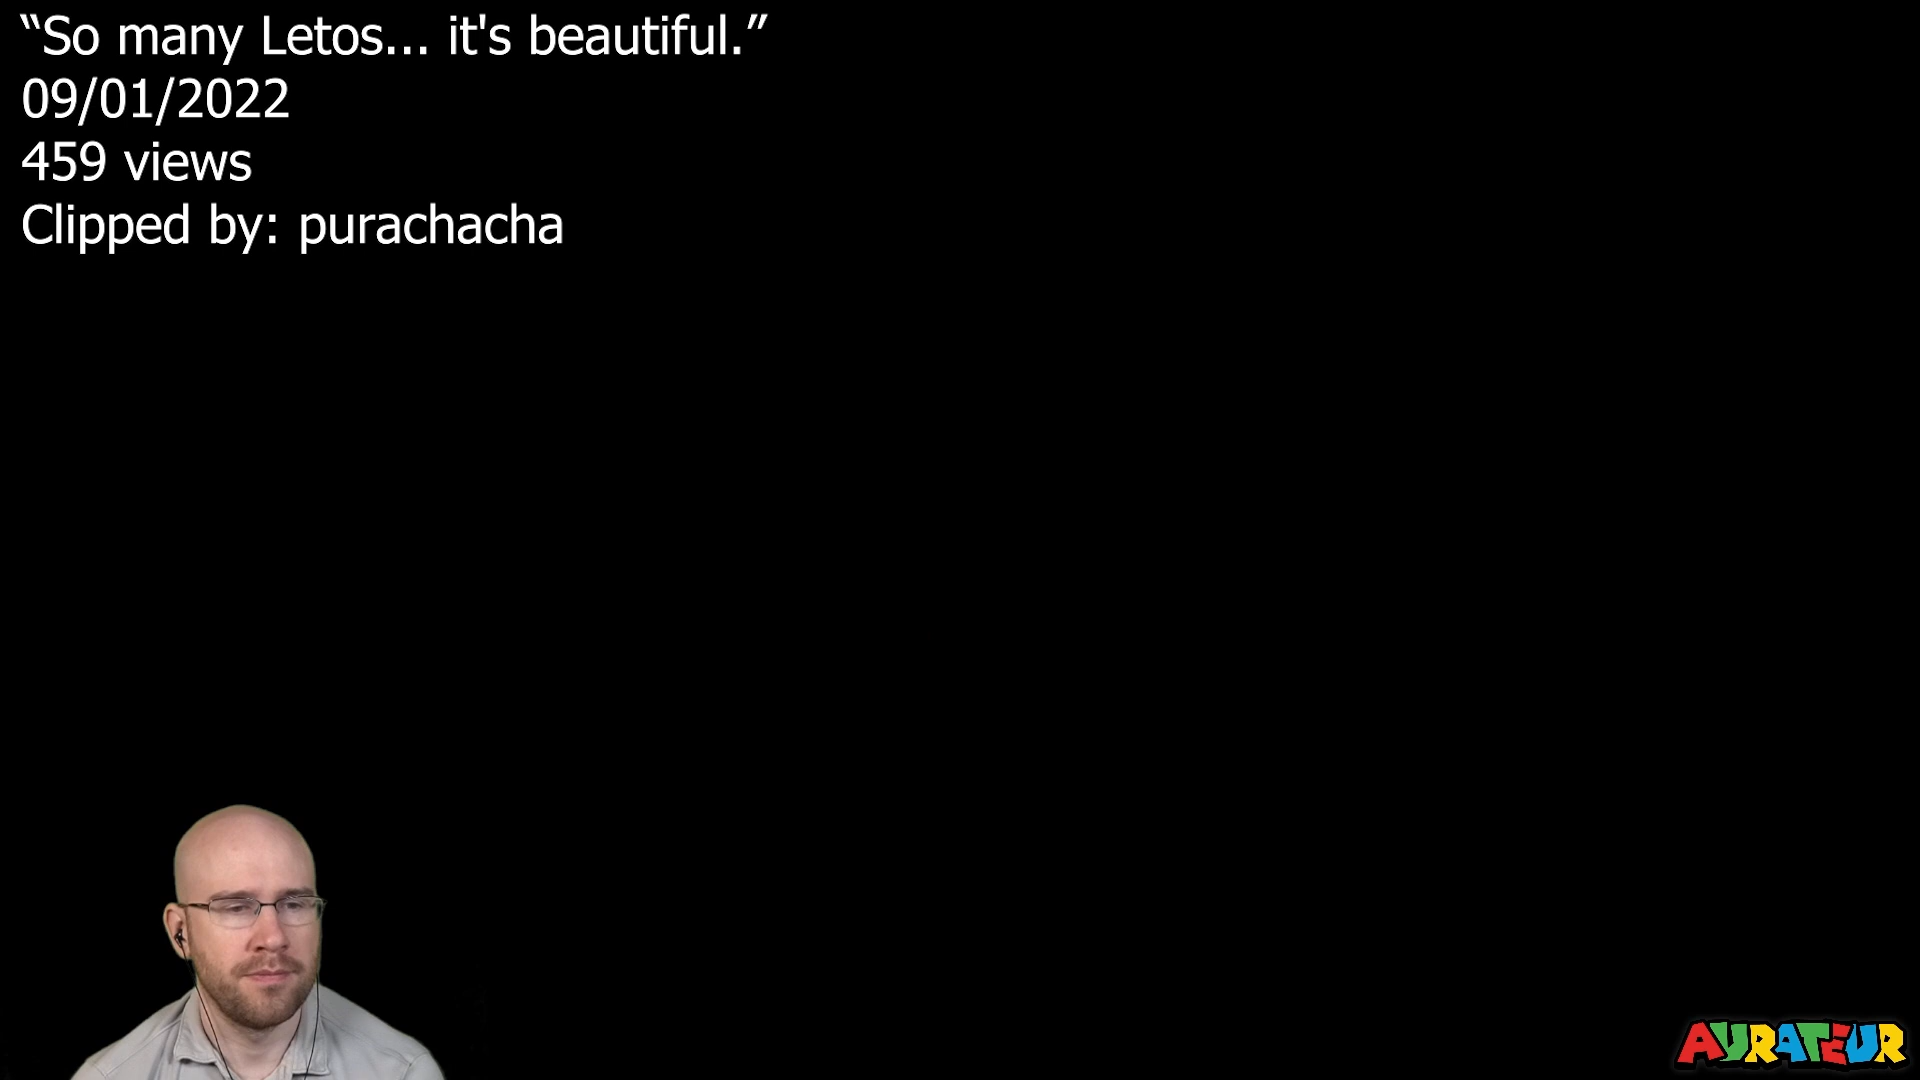 “So many Letos... it's beautiful.”
09/01/2022
459 views
Clipped by: purachacha
AURATEUR